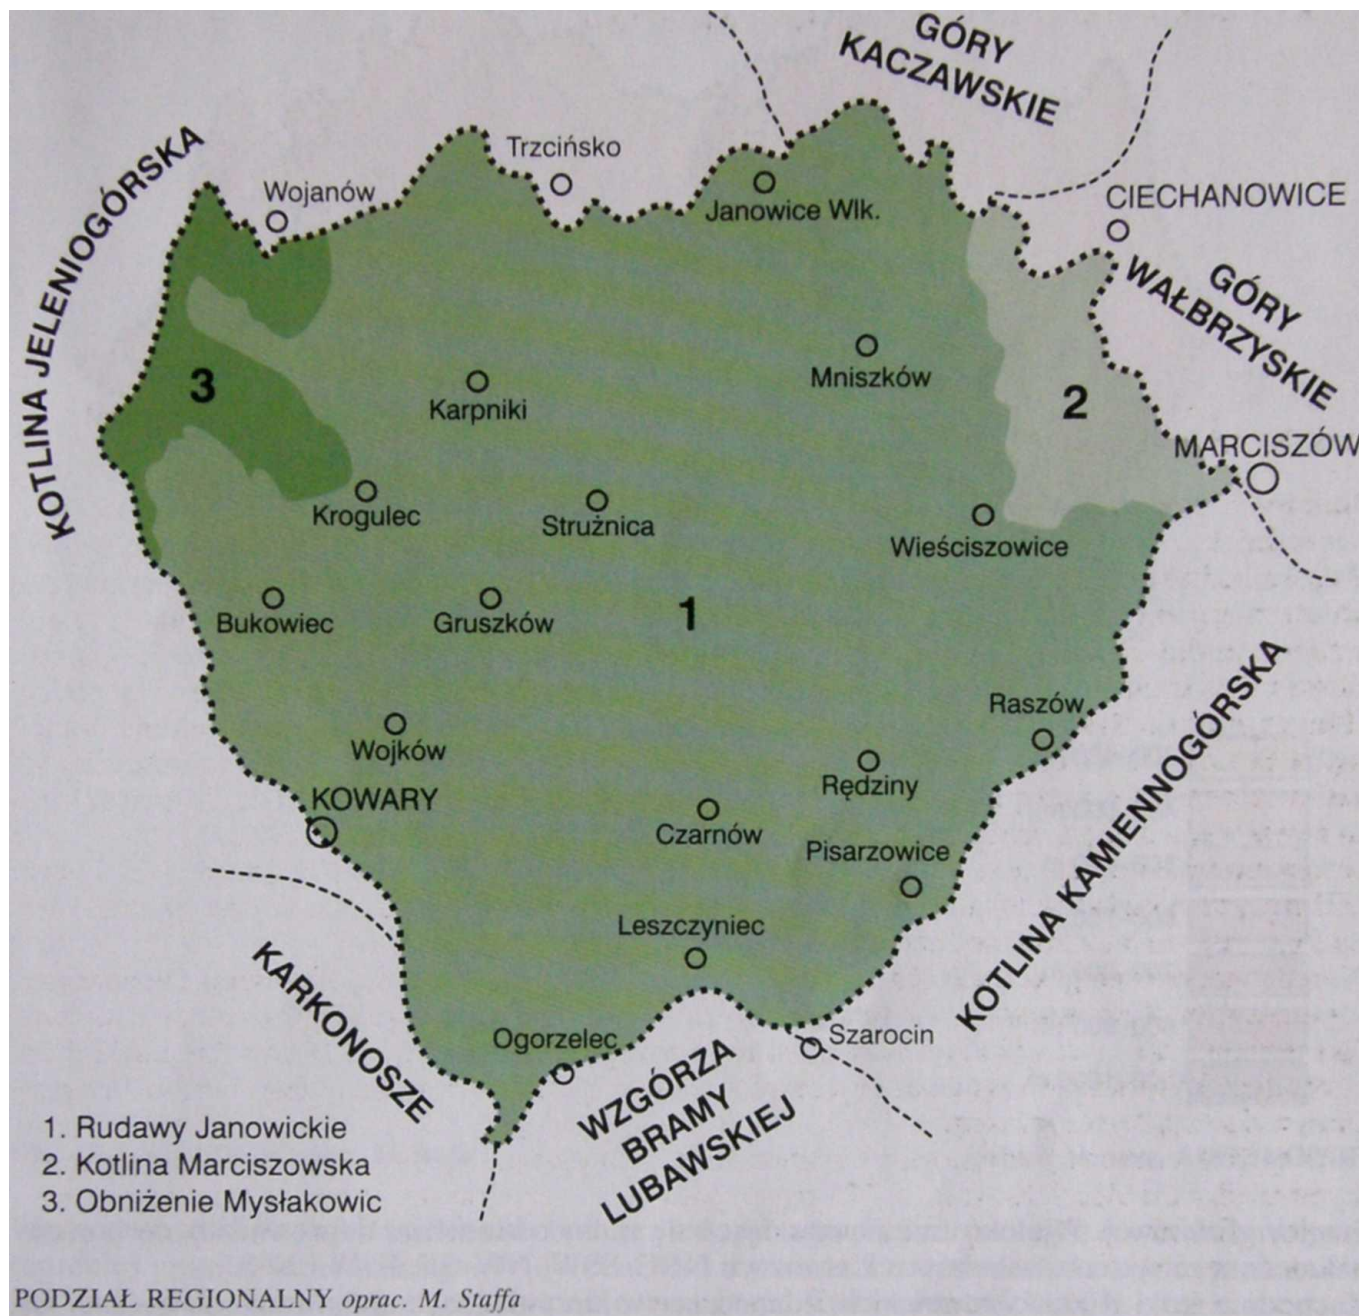 GÓRY
KACZAWSKIE
KOTLINA JELENIOGÓRSKA
Trzcińsko
Wojanów
Janowice Wlk.
CIECHANOWICE
GÓRY
WAŁBRZYSKIE
3
Karpniki
Mniszków
2
MARCISZÓW
Krogulec
Strużnica
Wieściszowice
Bukowiec
Gruszków
1
Raszów
Wojków
Rędziny
KOWARY
Czarnów
Pisarzowice
KOTLINA KAMIENNOGÓRSKA
Leszczyniec
KARKONOSZE
Ogorzelec
Szarocin
WZGÓRZA
BRAMY
LUBAWSKIEJ
1. Rudawy Janowickie
2. Kotlina Marciszowska
3. Obniżenie Mysłakowic
PODZIAŁ REGIONALNY oprac. M. Staffa